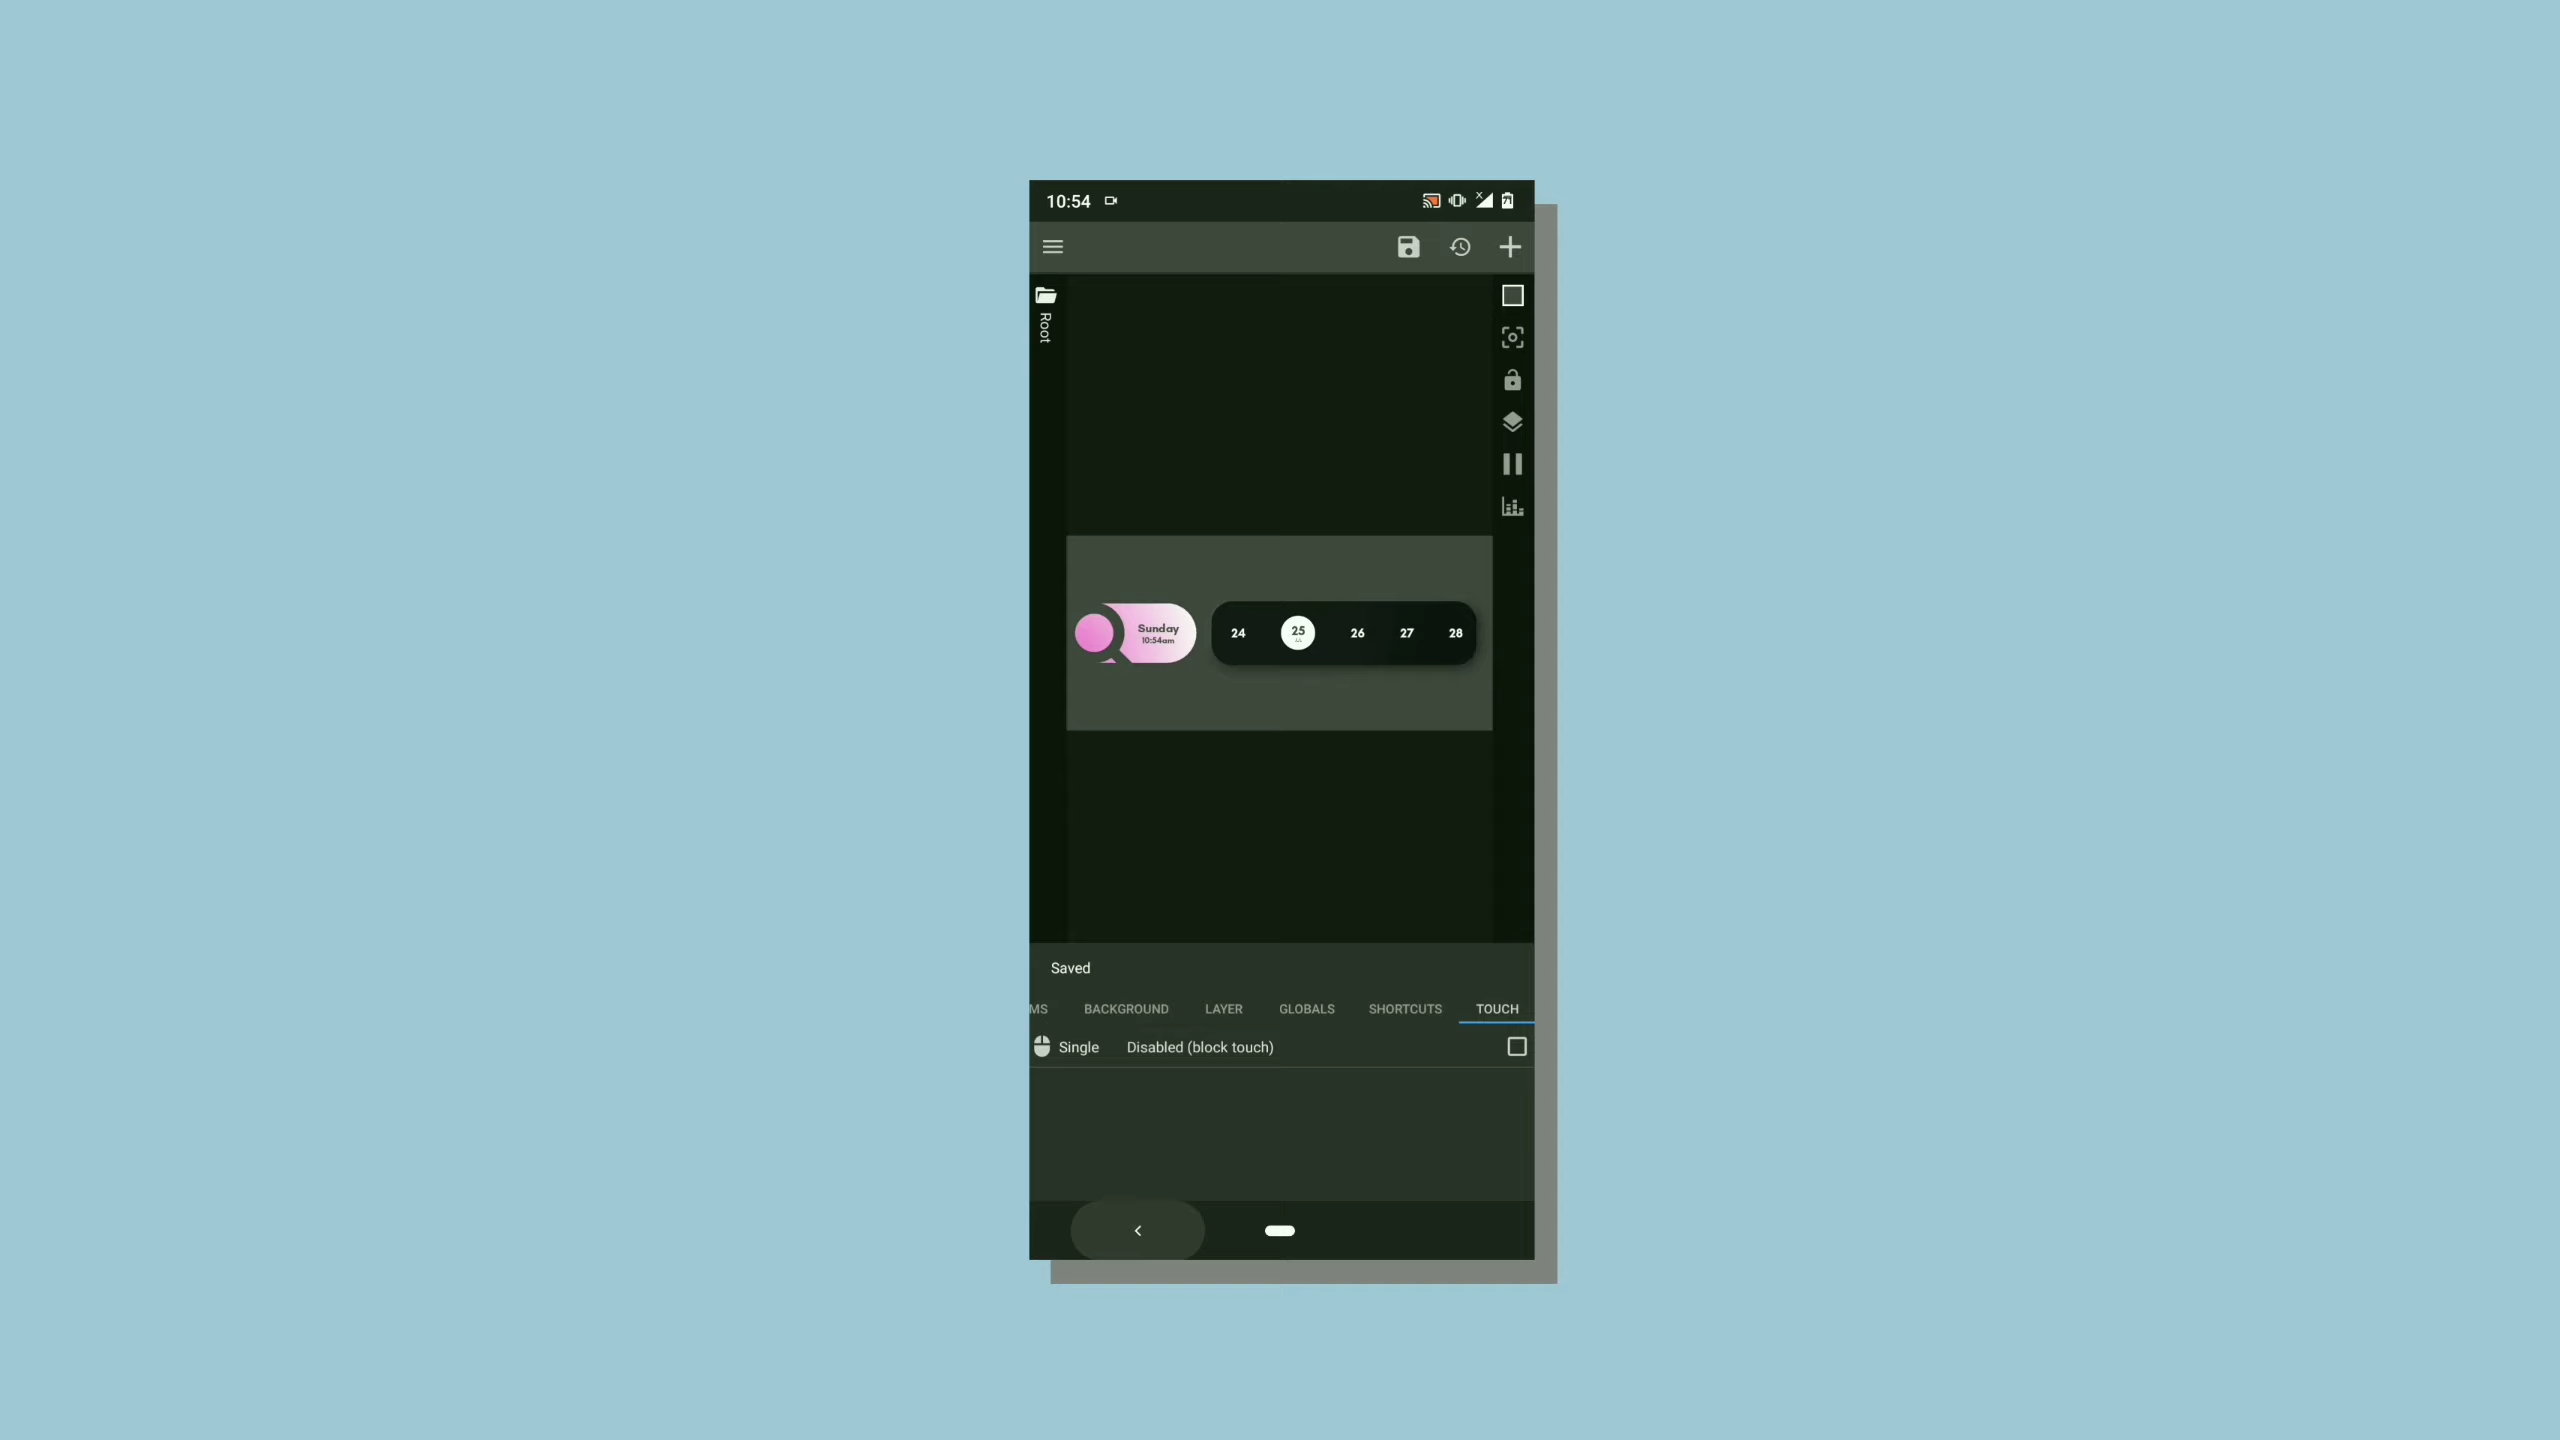 10:54
71
Root
Sunday
10:54am
24 25 26 27 28
Saved
MS BACKGROUND LAYER GLOBALS SHORTCUTS TOUCH
Single Disabled (block touch)